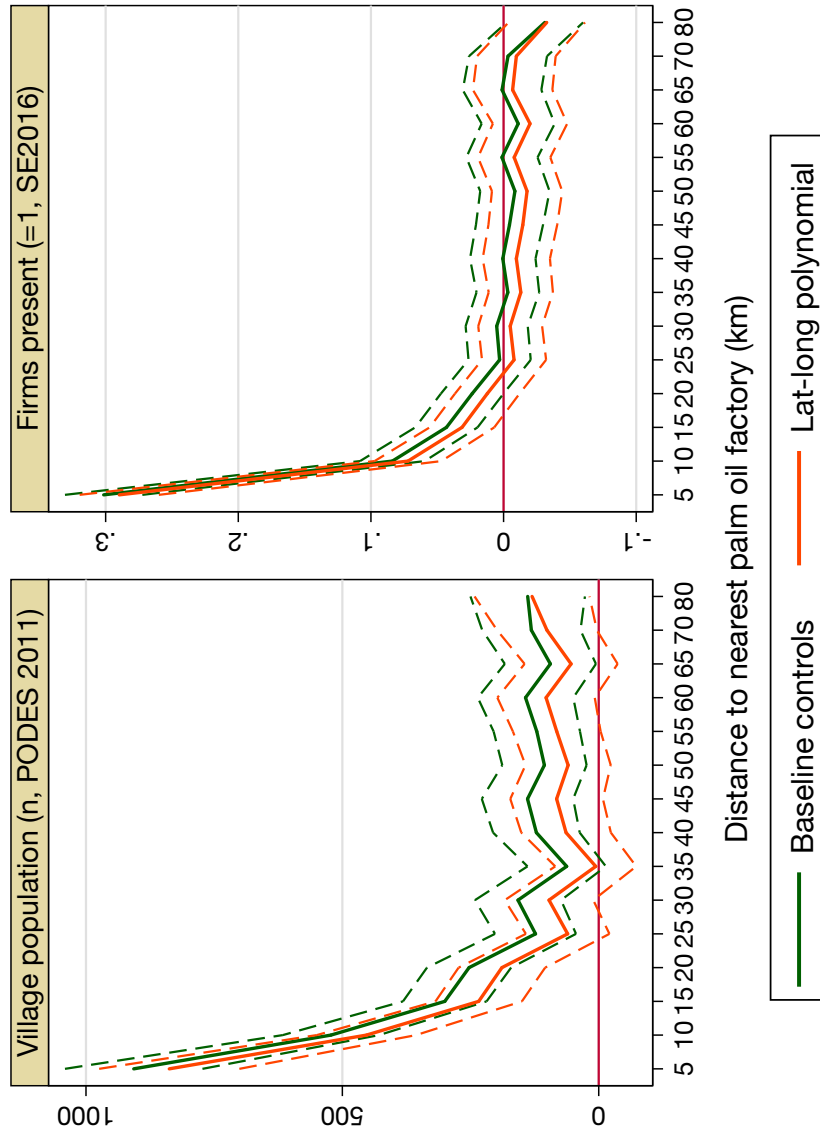 Village population (n, PODES 2011)
1000
500
0
5 10 15 20 25 30 35 40 45 50 55 60 65 70 80
Firms present (=1, SE2016)
.3
.2
.1
0
-.1
5 10 15 20 25 30 35 40 45 50 55 60 65 70 80
Distance to nearest palm oil factory (km)
Baseline controls Lat-long polynomial